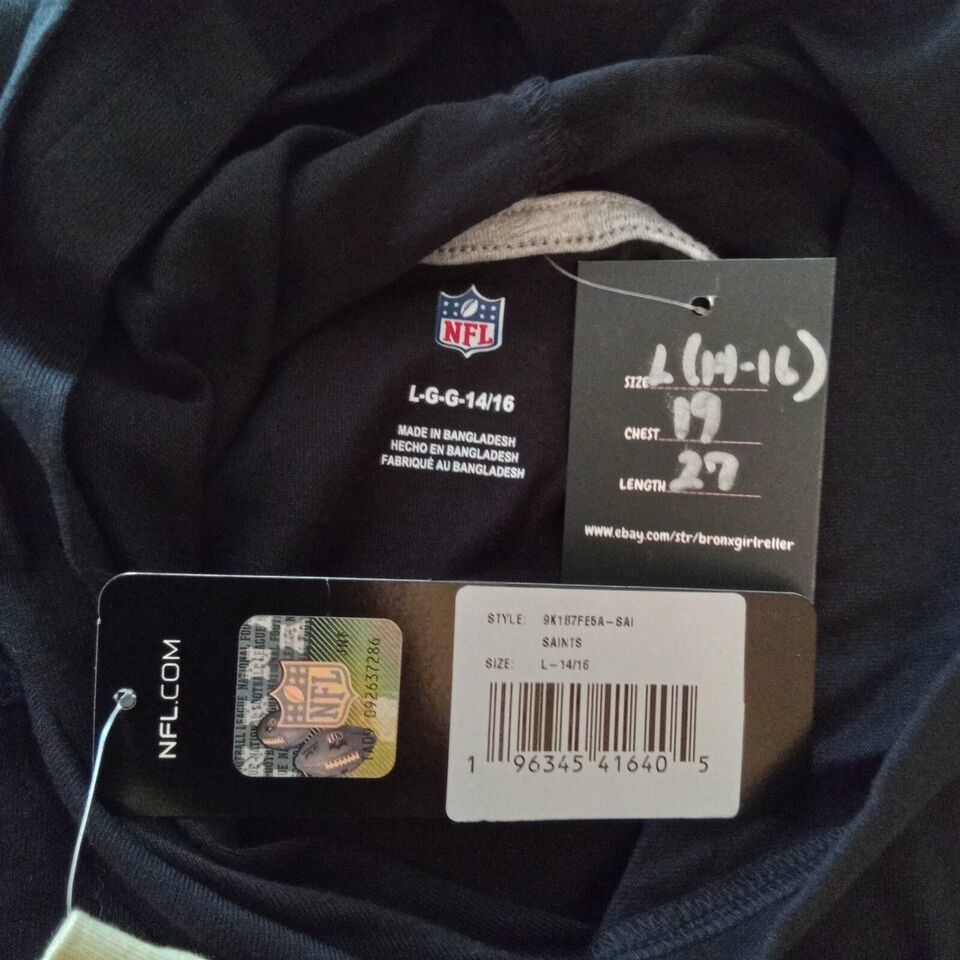 NFL
L-G-G-14/16
MADE IN BANGLADESH
HECHO EN BANGLADESH
FABRIQUÉ AU BANGLADESH
SIZE L (14-16)
CHEST 19
LENGTH 27
www.ebay.com/str/bronxgirlreller
NFL.COM
NFL
092637286
STYLE: 9K1B7FE5A-SAI
SAINTS
SIZE: L-14/16
1 96345 41640 5